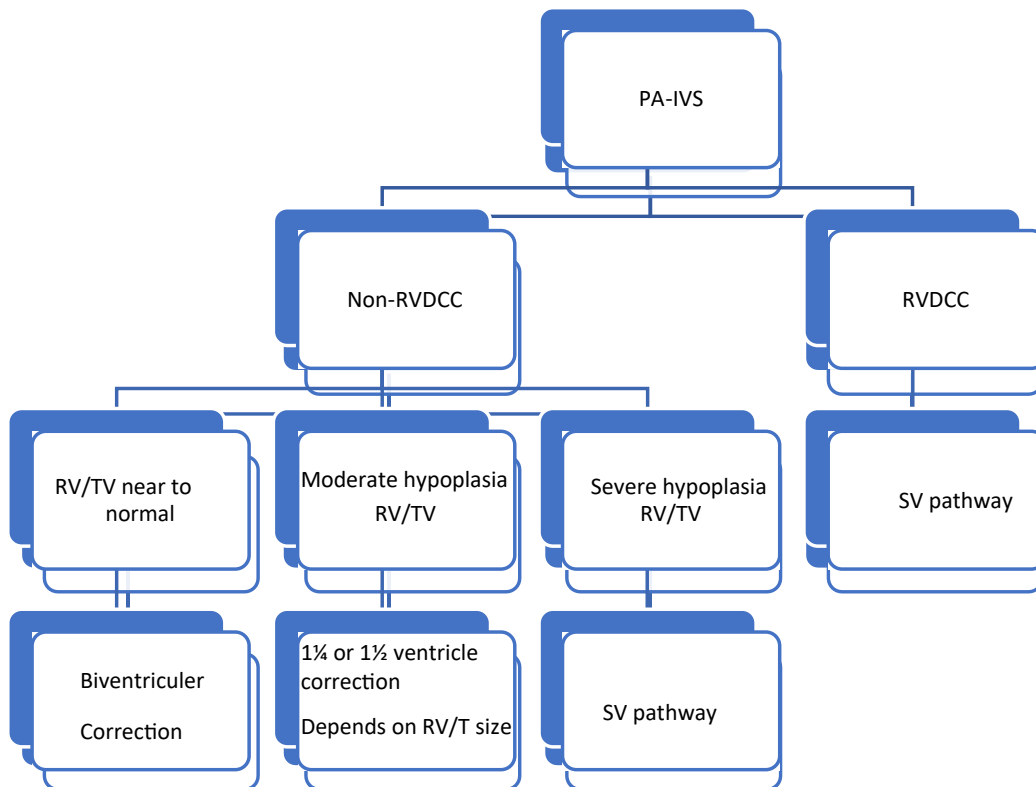 PA-IVS
Non-RVDCC
RVDCC
RV/TV near to
normal
Moderate hypoplasia
RV/TV
Severe hypoplasia
RV/TV
SV pathway
Biventriculer
Correction
1¼ or 1½ ventricle
correction
Depends on RV/T size
SV pathway